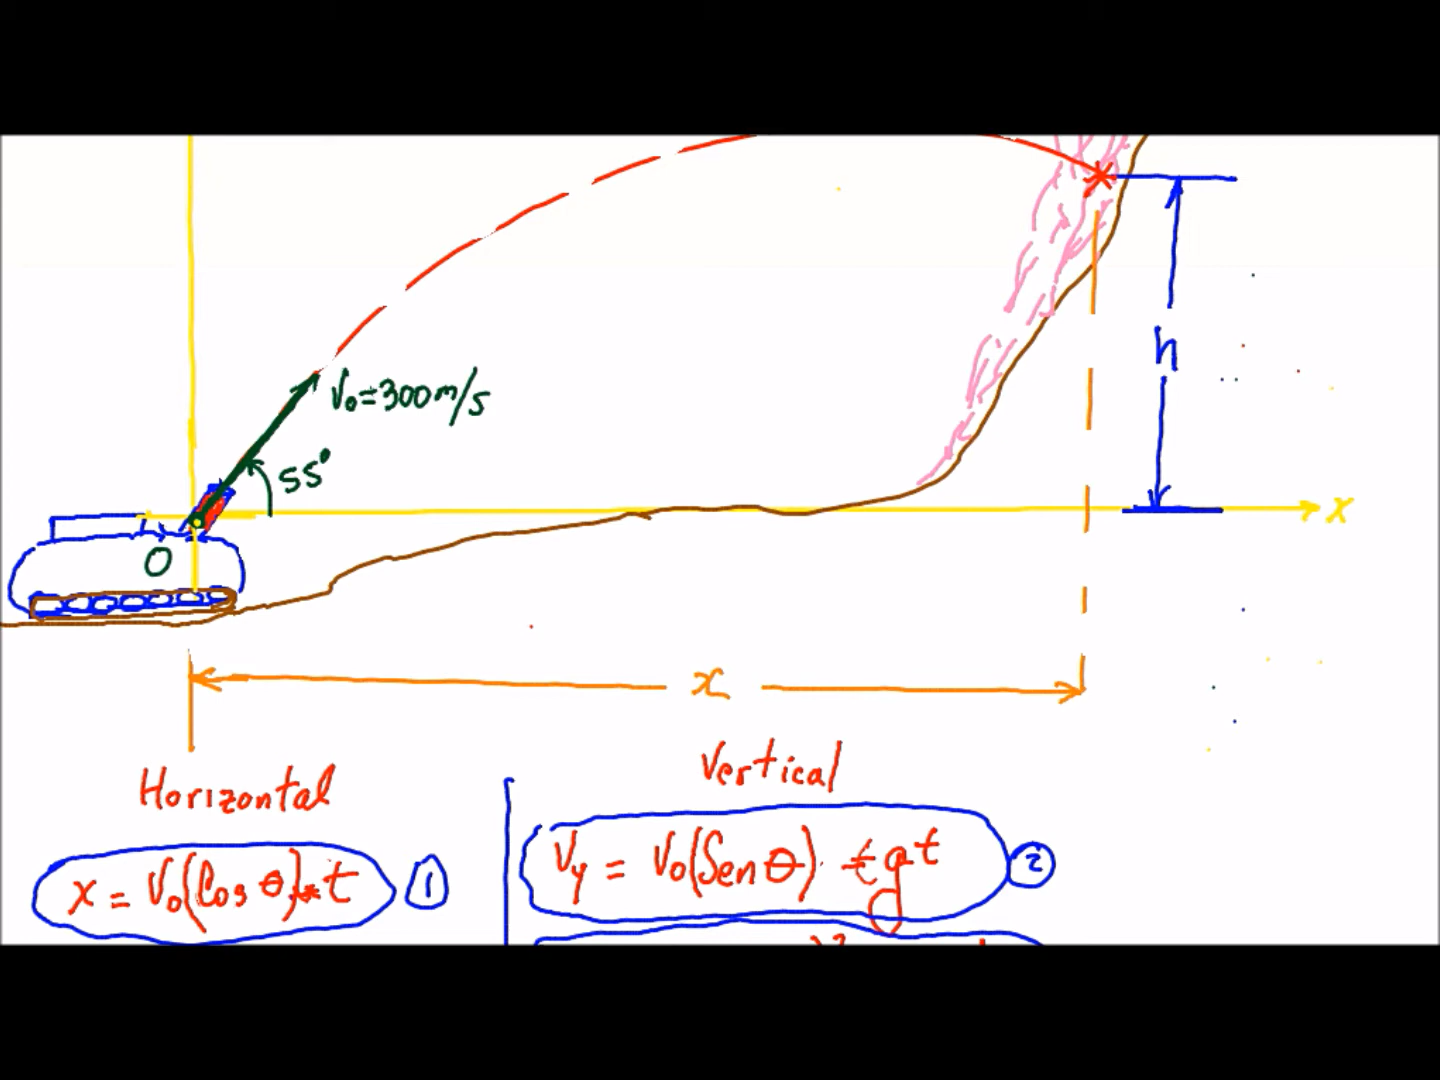 V₀=300m/s
55°
h
X
O
x
Horizontal
Vertical
x = V₀(Cos θ)*t ①
Vy = V₀(Sen θ) ± gt ②